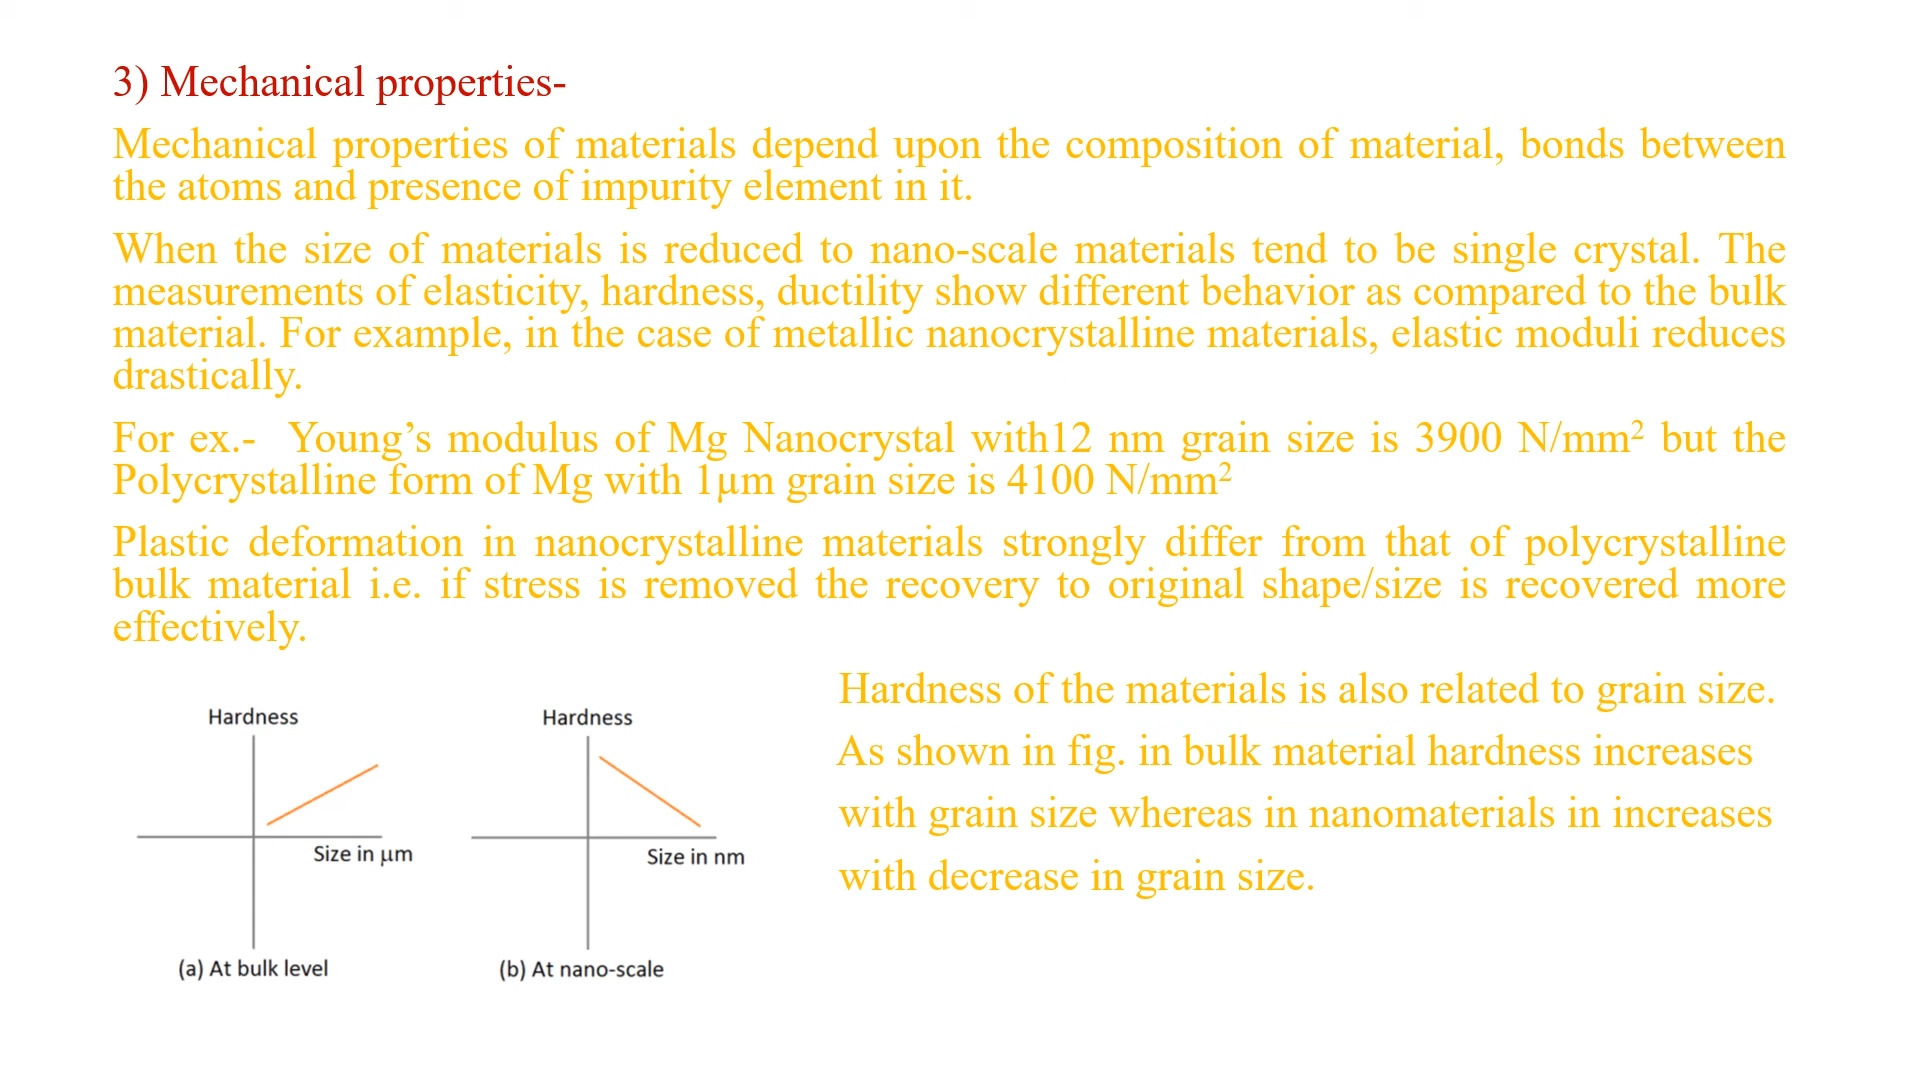 3) Mechanical properties-
Mechanical properties of materials depend upon the composition of material, bonds between
the atoms and presence of impurity element in it.
When the size of materials is reduced to nano-scale materials tend to be single crystal. The
measurements of elasticity, hardness, ductility show different behavior as compared to the bulk
material. For example, in the case of metallic nanocrystalline materials, elastic moduli reduces
drastically.
For ex.- Young’s modulus of Mg Nanocrystal with12 nm grain size is 3900 N/mm² but the
Polycrystalline form of Mg with 1μm grain size is 4100 N/mm²
Plastic deformation in nanocrystalline materials strongly differ from that of polycrystalline
bulk material i.e. if stress is removed the recovery to original shape/size is recovered more
effectively.
Hardness of the materials is also related to grain size.
As shown in fig. in bulk material hardness increases
with grain size whereas in nanomaterials in increases
with decrease in grain size.
Hardness
Size in μm
(a) At bulk level
Hardness
Size in nm
(b) At nano-scale